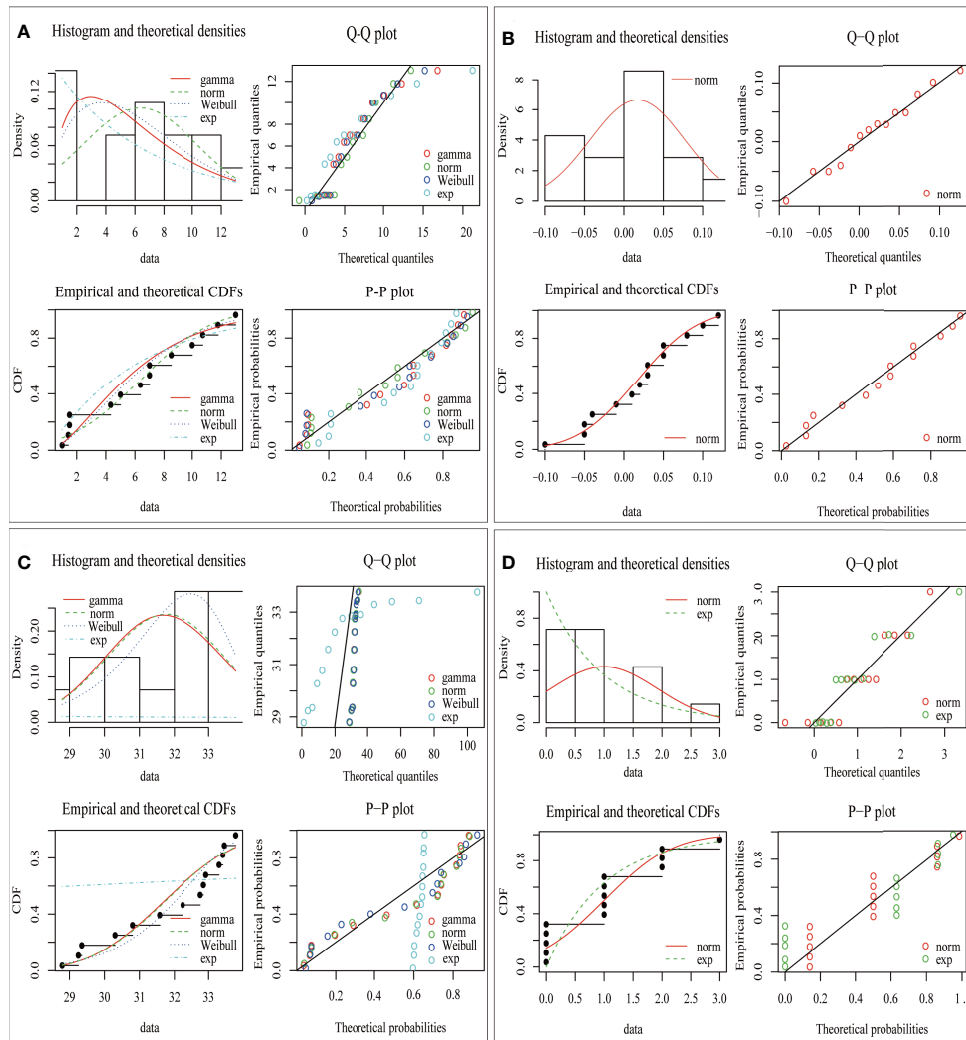 A
Histogram and theoretical densities
Density
0.12
0.06
0.00
gamma
norm
Weibull
exp
2 4 6 8 10 12
data
Q-Q plot
Empirical quantiles
12
10
8
6
4
2
gamma
norm
Weibull
exp
0 5 10 15 20
Theoretical quantiles
Empirical and theoretical CDFs
CDF
0.8
0.4
0.0
gamma
norm
Weibull
exp
2 4 6 8 10 12
data
P-P plot
Empirical probabilities
0.8
0.4
0.0
gamma
norm
Weibull
exp
0.2 0.4 0.6 0.8
Theoretical probabilities
B
Histogram and theoretical densities
Density
8
6
4
2
0
norm
−0.10 −0.05 0.00 0.05 0.10
data
Q−Q plot
Empirical quantiles
0.10
0.00
−0.10
norm
−0.10 0.00 0.05 0.10
Theoretical quantiles
Empirical and thcorctical CDFs
CDF
0.8
0.4
0.0
norm
−0.10 −0.05 0.00 0.05 0.10
data
P P plot
Empirical probabilities
0.8
0.4
0.0
norm
0.0 0.2 0.4 0.6 0.8
Theoretical probabilities
C
Histogram and theoretical densities
Density
0.20
0.10
0.00
gamma
norm
Weibull
exp
29 30 31 32 33
data
Q−Q plot
Empirical quantiles
33
31
29
gamma
norm
Weibull
exp
0 20 40 60 100
Theoretical quantiles
Empirical and theoret cal CDFs
CDF
0.3
0.4
0.0
gamma
norm
Weibull
exp
29 30 31 32 33
data
P−P plot
Empirical probabilities
0.8
0.4
0.0
gamma
norm
Weibull
exp
0.2 0.4 0.6 0.8
Theoretical probabilities
D
Histogram and theoretical densities
Density
0.8
0.4
0.0
norm
exp
0.0 0.5 1.0 1.5 2.0 2.5 3.0
data
Q−Q plot
Empirical quantiles
3.0
20
1.0
0.0
norm
exp
0 1 2 3
Theoretical quantiles
Empirical and theoretical CDFs
CDF
0.8
0.4
0.0
norm
exp
0.0 0.5 1.0 1.5 2.0 3.0
data
P−P plot
Empirical probabilities
0.8
0.4
0.0
norm
exp
0.0 0.2 0.4 0.6 0.8 1 .
Theoretical probabilities